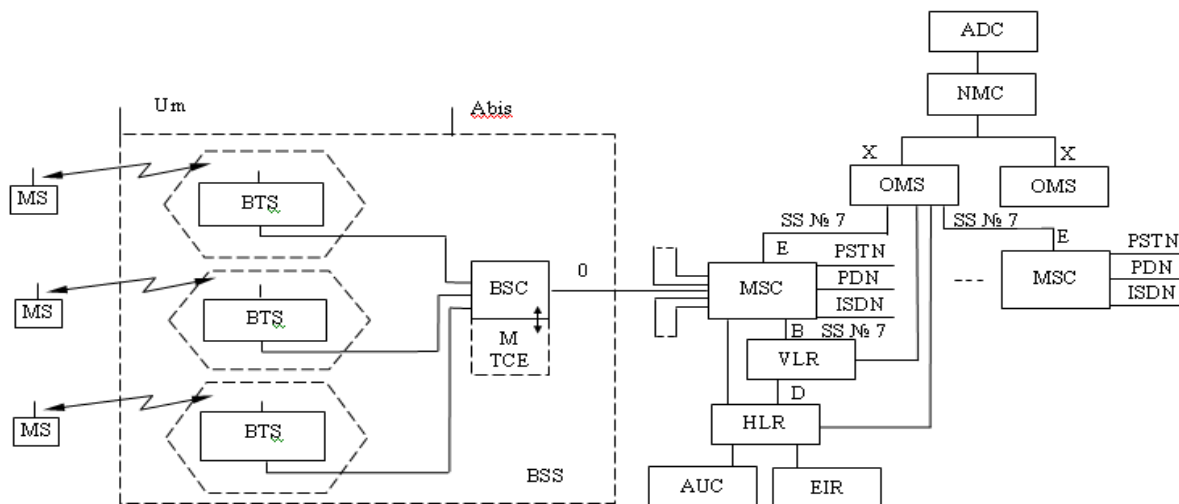 ADC
NMC
Um
Abis
X
X
OMS
OMS
MS
BTS
SS № 7
SS № 7
E
E
PSTN
PSTN
PDN
PDN
ISDN
ISDN
MS
BTS
BSC
0
MSC
---
MSC
M
TCE
B
SS № 7
VLR
D
MS
BTS
HLR
BSS
AUC
EIR